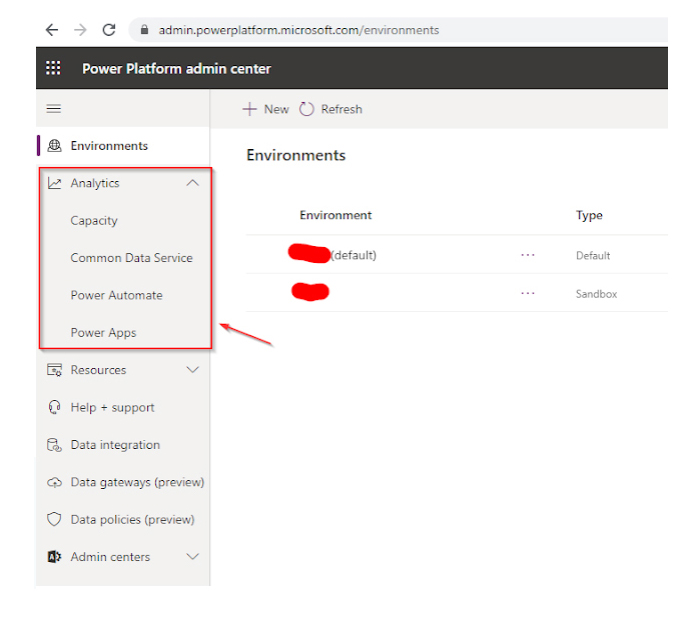 admin.powerplatform.microsoft.com/environments
Power Platform admin center
New Refresh
Environments
Analytics
Capacity
Common Data Service
Power Automate
Power Apps
Resources
Help + support
Data integration
Data gateways (preview)
Data policies (preview)
Admin centers
Environments
Environment Type
(default) ... Default
... Sandbox